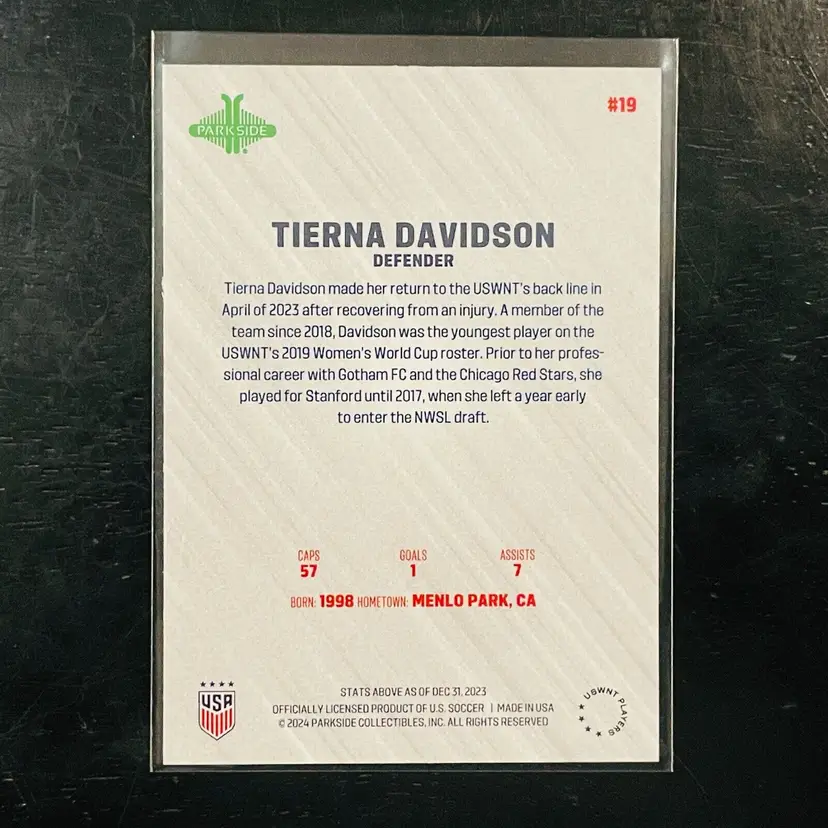 PARKSIDE
#19
TIERNA DAVIDSON
DEFENDER
Tierna Davidson made her return to the USWNT's back line in
April of 2023 after recovering from an injury. A member of the
team since 2018, Davidson was the youngest player on the
USWNT's 2019 Women's World Cup roster. Prior to her profes-
sional career with Gotham FC and the Chicago Red Stars, she
played for Stanford until 2017, when she left a year early
to enter the NWSL draft.
CAPS GOALS ASSISTS
57 1 7
BORN: 1998 HOMETOWN: MENLO PARK, CA
USA
STATS ABOVE AS OF DEC 31, 2023
OFFICIALLY LICENSED PRODUCT OF U.S. SOCCER | MADE IN USA
© 2024 PARKSIDE COLLECTIBLES, INC. ALL RIGHTS RESERVED
USWNT PLAYERS